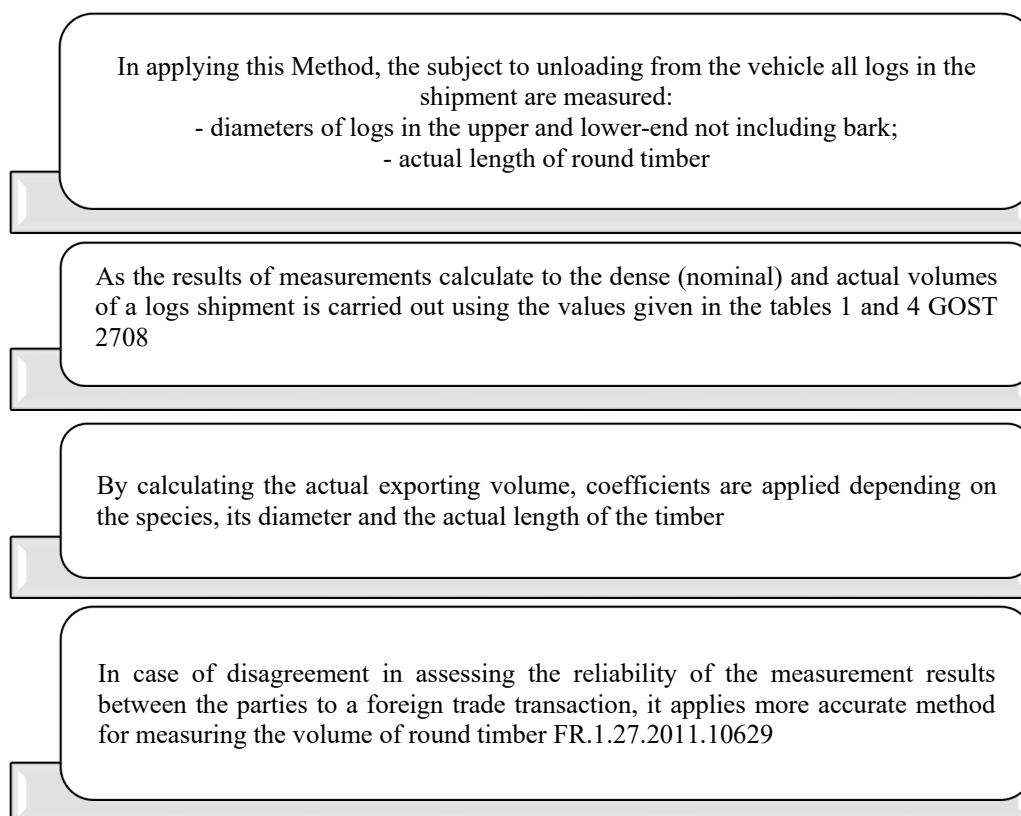 In applying this Method, the subject to unloading from the vehicle all logs in the
shipment are measured:
- diameters of logs in the upper and lower-end not including bark;
- actual length of round timber
As the results of measurements calculate to the dense (nominal) and actual volumes
of a logs shipment is carried out using the values given in the tables 1 and 4 GOST
2708
By calculating the actual exporting volume, coefficients are applied depending on
the species, its diameter and the actual length of the timber
In case of disagreement in assessing the reliability of the measurement results
between the parties to a foreign trade transaction, it applies more accurate method
for measuring the volume of round timber FR.1.27.2011.10629